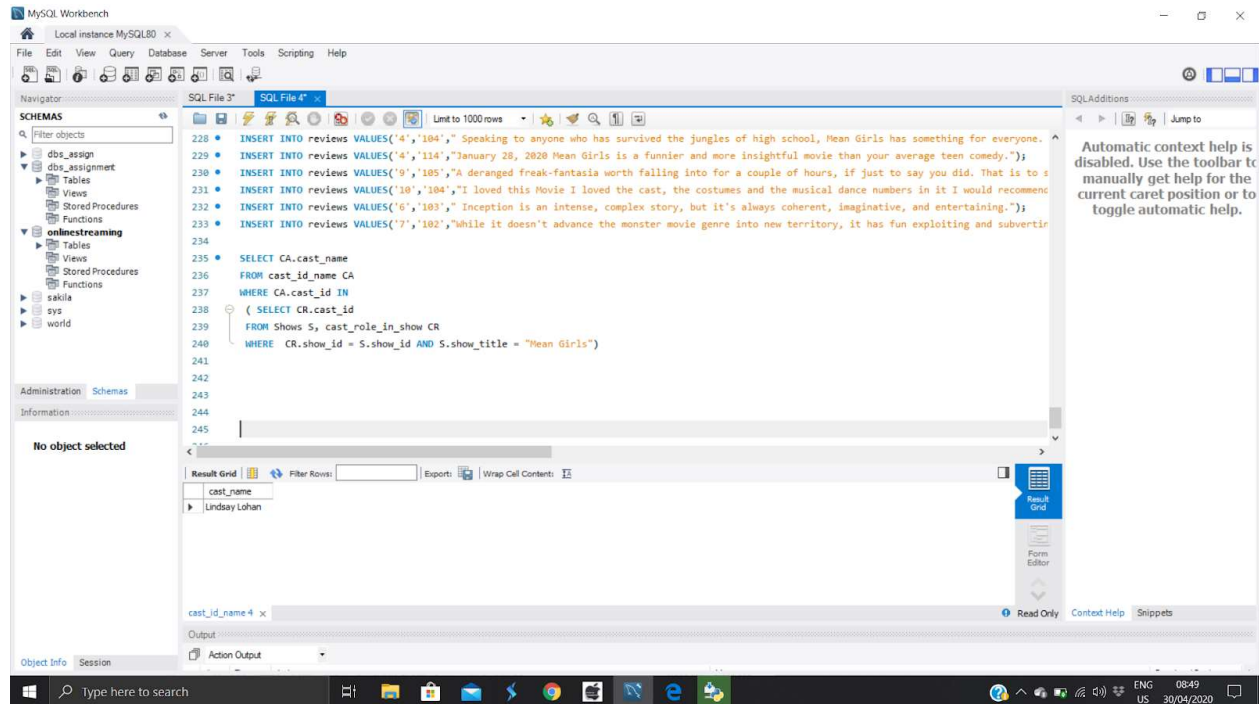 MySQL Workbench
Local instance MySQL80 ×
File Edit View Query Database Server Tools Scripting Help
Navigator
SCHEMAS
Filter objects
dbs_assign
dbs_assignment
Tables
Views
Stored Procedures
Functions
onlinestreaming
Tables
Views
Stored Procedures
Functions
sakila
sys
world
Administration Schemas
Information
No object selected
Object Info Session
SQL File 3*
SQL File 4* ×
Limit to 1000 rows
228 INSERT INTO reviews VALUES('4','104'," Speaking to anyone who has survived the jungles of high school, Mean Girls has something for everyone.
229 INSERT INTO reviews VALUES('4','114',"January 28, 2020 Mean Girls is a funnier and more insightful movie than your average teen comedy.");
230 INSERT INTO reviews VALUES('9','105',"A deranged freak-fantasia worth falling into for a couple of hours, if just to say you did. That is to s
231 INSERT INTO reviews VALUES('10','104',"I loved this Movie I loved the cast, the costumes and the musical dance numbers in it I would recommenc
232 INSERT INTO reviews VALUES('6','103'," Inception is an intense, complex story, but it's always coherent, imaginative, and entertaining.");
233 INSERT INTO reviews VALUES('7','102',"While it doesn't advance the monster movie genre into new territory, it has fun exploiting and subvertin
234
235 SELECT CA.cast_name
236 FROM cast_id_name CA
237 WHERE CA.cast_id IN
238 ( SELECT CR.cast_id
239 FROM Shows S, cast_role_in_show CR
240 WHERE CR.show_id = S.show_id AND S.show_title = "Mean Girls")
241
242
243
244
245
Result Grid Filter Rows: Export: Wrap Cell Content:
cast_name
Lindsay Lohan
Result
Grid
Form
Editor
cast_id_name 4 ×
Read Only
Output
Action Output
SQLAdditions
Jump to
Automatic context help is
disabled. Use the toolbar to
manually get help for the
current caret position or to
toggle automatic help.
Context Help Snippets
Type here to search
ENG
US
08:49
30/04/2020